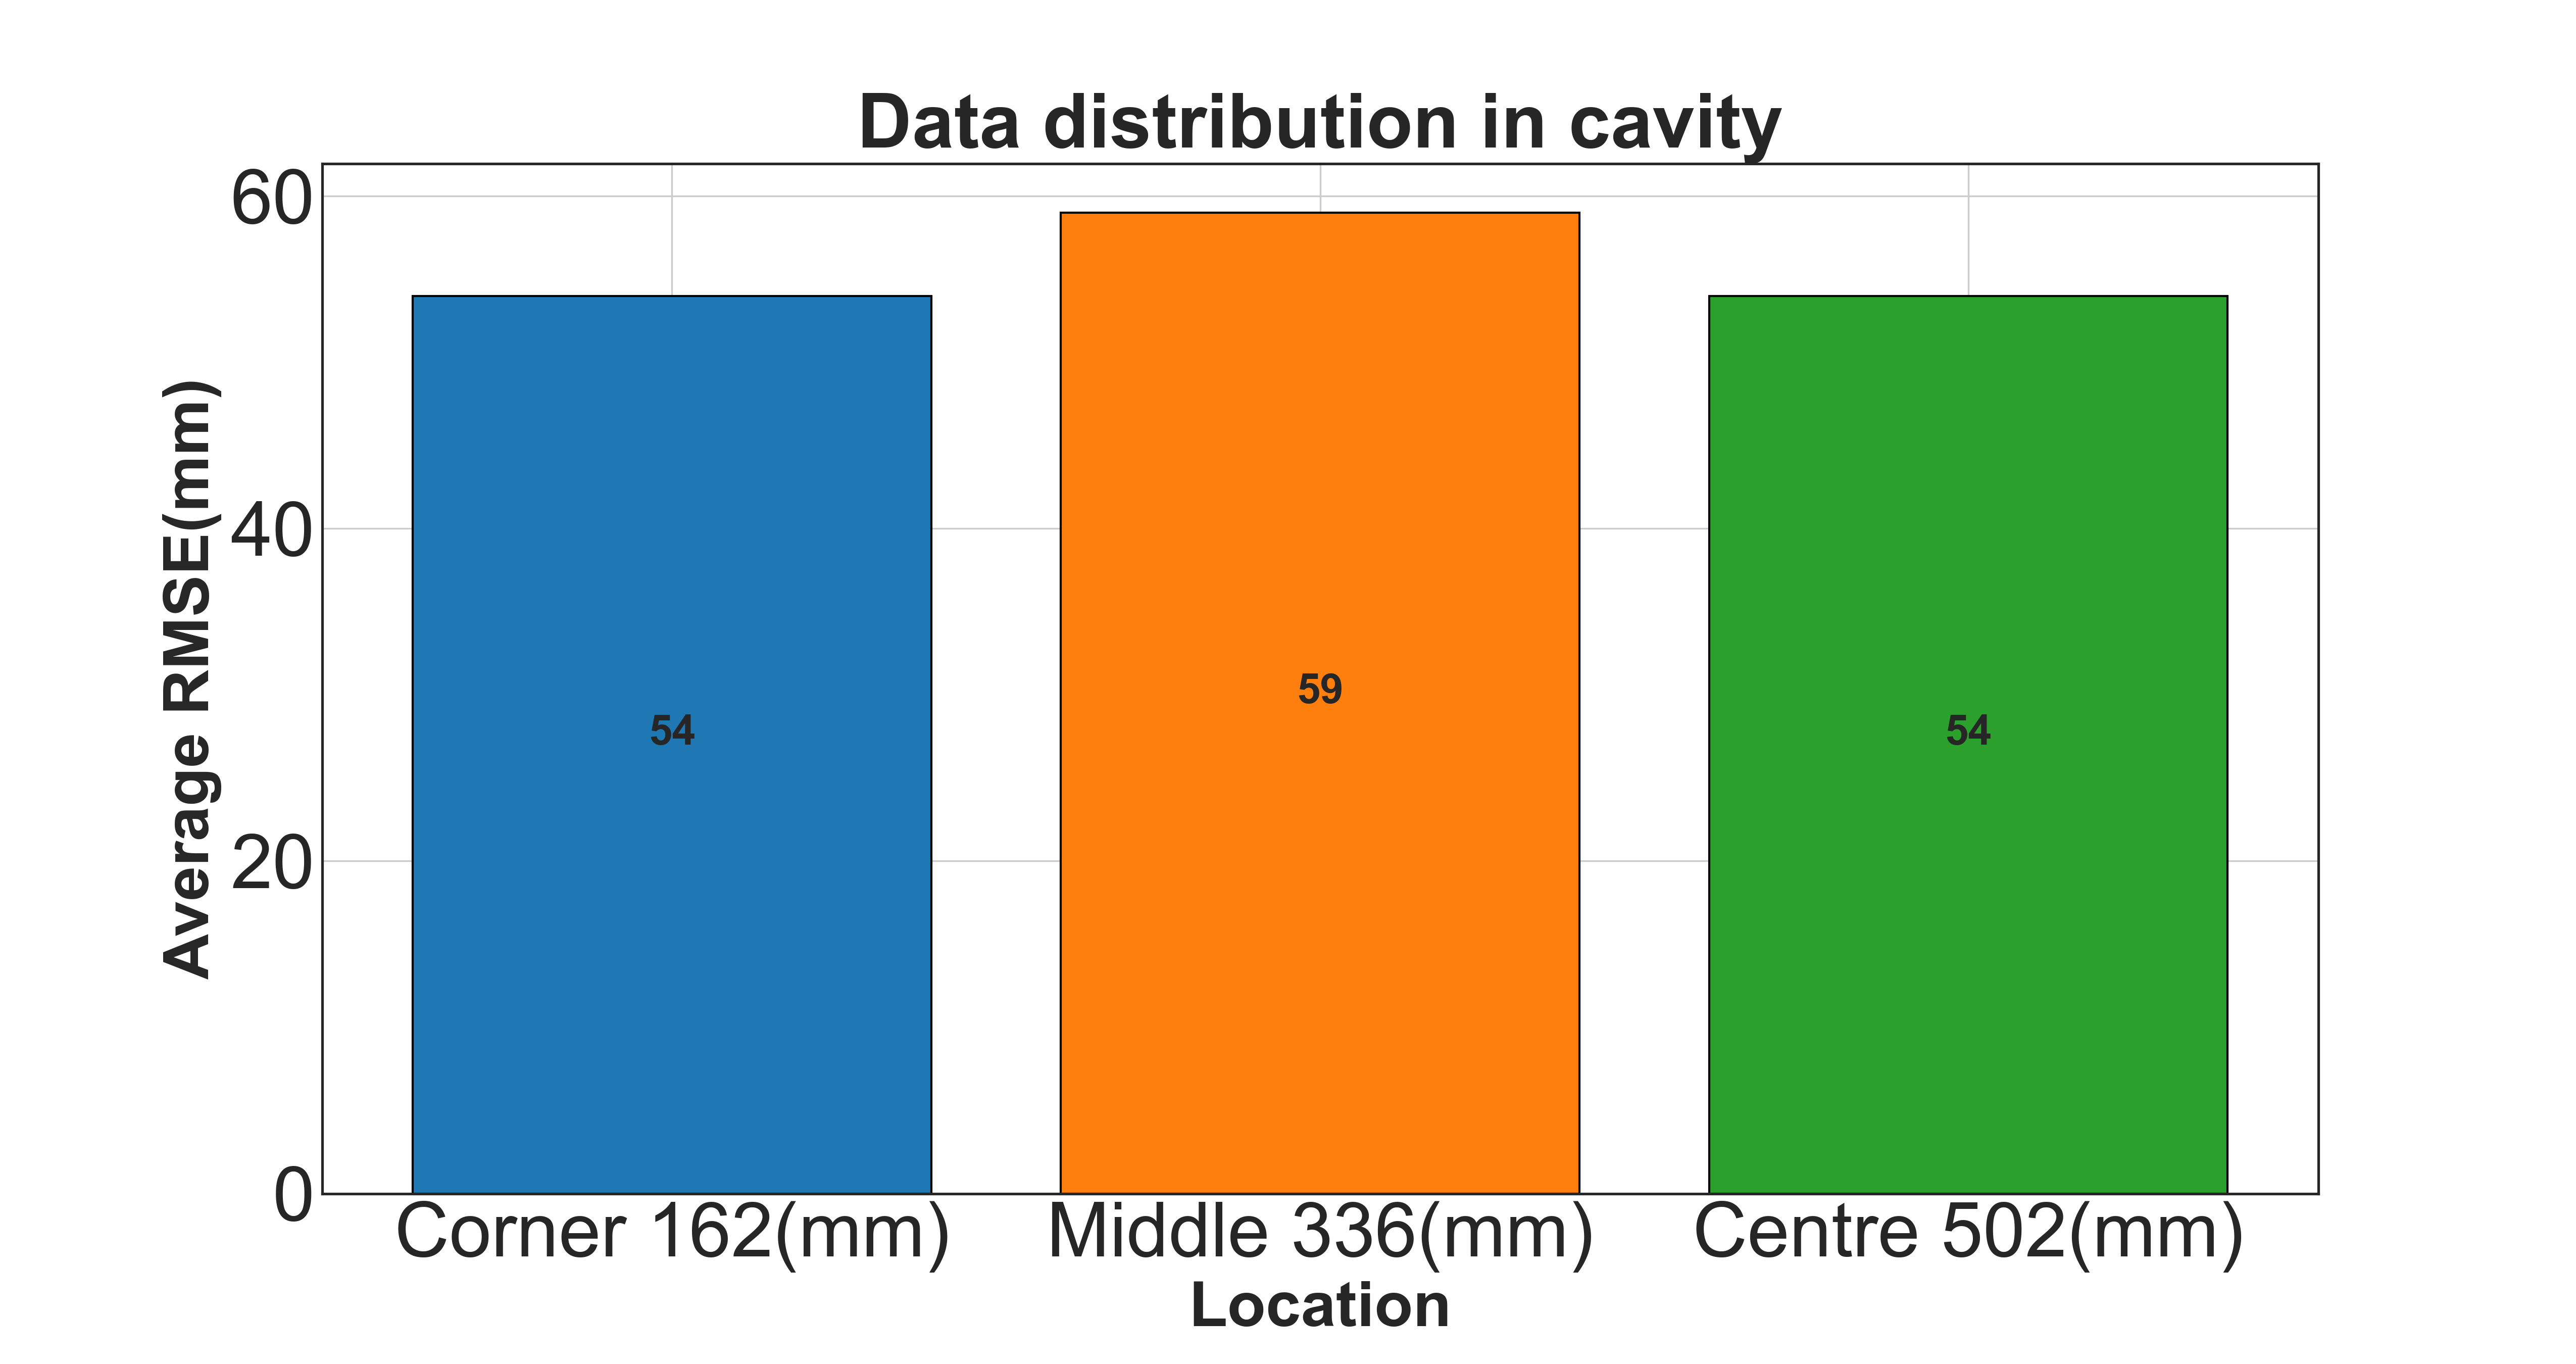 Data distribution in cavity
Average RMSE(mm)
60
40
20
0
54
59
54
Corner 162(mm)
Middle 336(mm)
Centre 502(mm)
Location